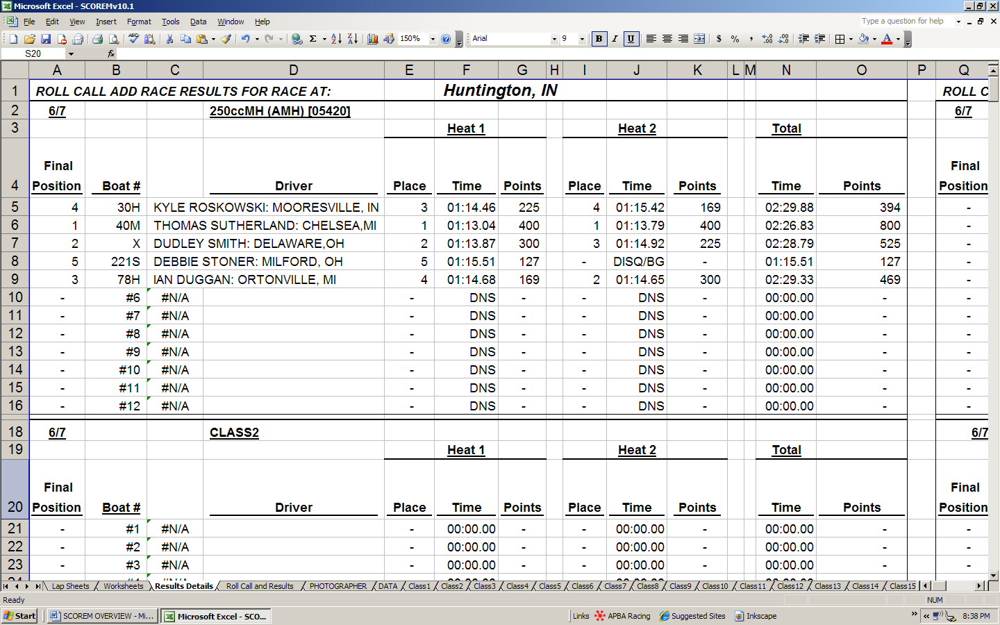 Microsoft Excel - SCOREMv10.1
File Edit View Insert Format Tools Data Window Help Type a question for help
150% Arial 9 B I U
S20 fx
A B C D E F G H I J K L M N O P Q
1 ROLL CALL ADD RACE RESULTS FOR RACE AT: Huntington, IN ROLL C
2 6/7 250ccMH (AMH) [05420] 6/7
3 Heat 1 Heat 2 Total
Final Final
4 Position Boat # Driver Place Time Points Place Time Points Time Points Position
5 4 30H KYLE ROSKOWSKI: MOORESVILLE, IN 3 01:14.46 225 4 01:15.42 169 02:29.88 394 -
6 1 40M THOMAS SUTHERLAND: CHELSEA,MI 1 01:13.04 400 1 01:13.79 400 02:26.83 800 -
7 2 X DUDLEY SMITH: DELAWARE,OH 2 01:13.87 300 3 01:14.92 225 02:28.79 525 -
8 5 221S DEBBIE STONER: MILFORD, OH 5 01:15.51 127 - DISQ/BG - 01:15.51 127 -
9 3 78H IAN DUGGAN: ORTONVILLE, MI 4 01:14.68 169 2 01:14.65 300 02:29.33 469 -
10 - #6 #N/A - DNS - - DNS - 00:00.00 - -
11 - #7 #N/A - DNS - - DNS - 00:00.00 - -
12 - #8 #N/A - DNS - - DNS - 00:00.00 - -
13 - #9 #N/A - DNS - - DNS - 00:00.00 - -
14 - #10 #N/A - DNS - - DNS - 00:00.00 - -
15 - #11 #N/A - DNS - - DNS - 00:00.00 - -
16 - #12 #N/A - DNS - - DNS - 00:00.00 - -
18 6/7 CLASS2 6/7
19 Heat 1 Heat 2 Total
Final Final
20 Position Boat # Driver Place Time Points Place Time Points Time Points Position
21 - #1 #N/A - 00:00.00 - - 00:00.00 - 00:00.00 - -
22 - #2 #N/A - 00:00.00 - - 00:00.00 - 00:00.00 - -
23 - #3 #N/A - 00:00.00 - - 00:00.00 - 00:00.00 - -
Lap Sheets Worksheets Results Details Roll Call and Results PHOTOGRAPHER DATA Class1 Class2 Class3 Class4 Class5 Class6 Class7 Class8 Class9 Class10 Class11 Class12 Class13 Class14 Class15
Ready NUM
Start SCOREM OVERVIEW - Mi... Microsoft Excel - SCO... Links APBA Racing Suggested Sites Inkscape » « 8:38 PM